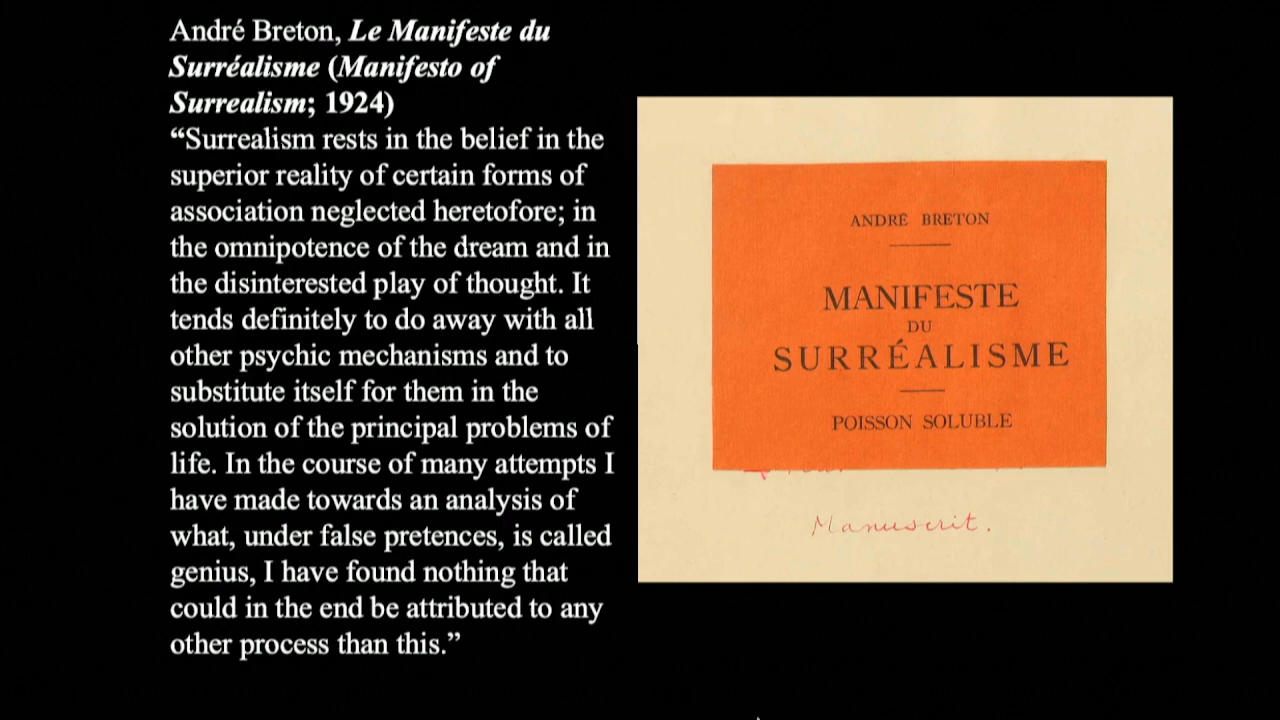 André Breton, Le Manifeste du
Surréalisme (Manifesto of
Surrealism; 1924)
“Surrealism rests in the belief in the
superior reality of certain forms of
association neglected heretofore; in
the omnipotence of the dream and in
the disinterested play of thought. It
tends definitely to do away with all
other psychic mechanisms and to
substitute itself for them in the
solution of the principal problems of
life. In the course of many attempts I
have made towards an analysis of
what, under false pretences, is called
genius, I have found nothing that
could in the end be attributed to any
other process than this.”
ANDRÉ BRETON
MANIFESTE
DU
SURRÉALISME
POISSON SOLUBLE
Manuscrit.